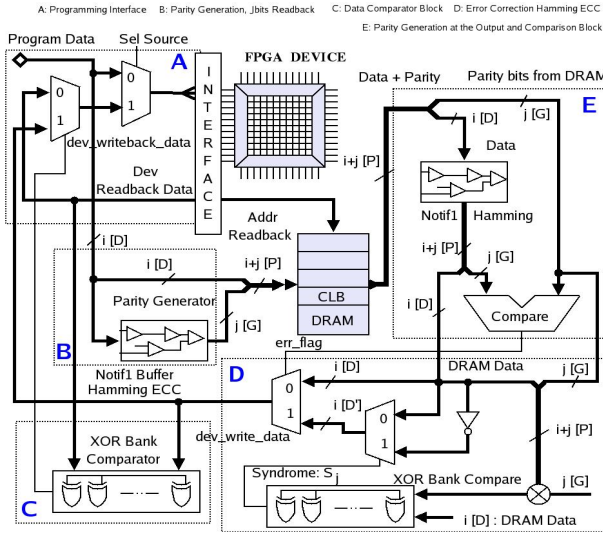 A: Programming Interface B: Parity Generation, Jbits Readback C: Data Comparator Block D: Error Correction Hamming ECC
E: Parity Generation at the Output and Comparison Block
Program Data
Sel Source
A
FPGA DEVICE
INTERFACE
0
1
0
1
dev_writeback_data
Dev
Readback Data
Addr
Readback
Data + Parity
Parity bits from DRAM
E
i [D]
j [G]
Data
i+j [P]
Notif1 Hamming
i+j [P]
j [G]
i [D]
Compare
i [D]
i [D]
i+j [P]
Parity Generator
j [G]
B
Notif1 Buffer
Hamming ECC
CLB
DRAM
err_flag
D
DRAM Data
0
1
i [D]
i [D']
j [G]
0
1
i+j [P]
dev_write_data
XOR Bank
Comparator
C
Syndrome: S j
XOR Bank Compare
j [G]
i [D] : DRAM Data